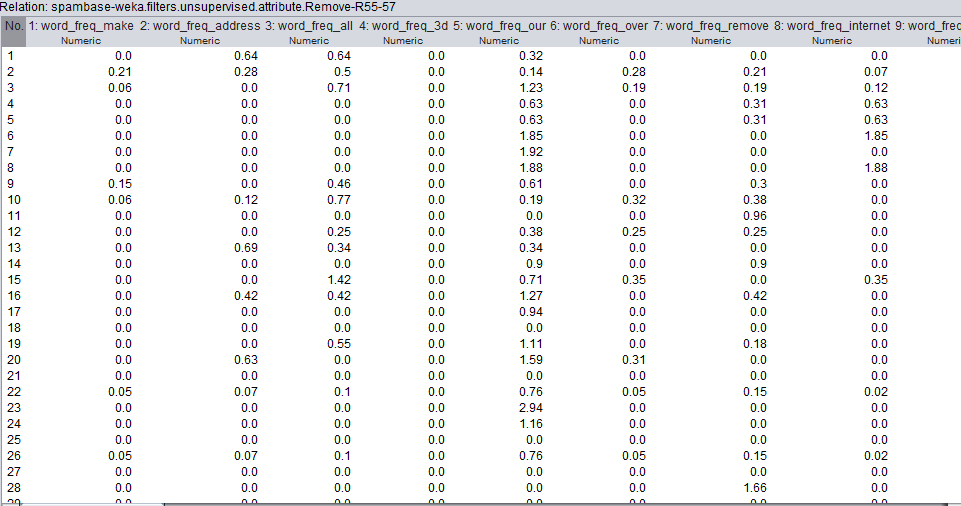 Relation: spambase-weka.filters.unsupervised.attribute.Remove-R55-57
No. 1: word_freq_make 2: word_freq_address 3: word_freq_all 4: word_freq_3d 5: word_freq_our 6: word_freq_over 7: word_freq_remove 8: word_freq_internet 9: word_freq
Numeric Numeric Numeric Numeric Numeric Numeric Numeric Numeric Numeri
1 0.0 0.64 0.64 0.0 0.32 0.0 0.0 0.0
2 0.21 0.28 0.5 0.0 0.14 0.28 0.21 0.07
3 0.06 0.0 0.71 0.0 1.23 0.19 0.19 0.12
4 0.0 0.0 0.0 0.0 0.63 0.0 0.31 0.63
5 0.0 0.0 0.0 0.0 0.63 0.0 0.31 0.63
6 0.0 0.0 0.0 0.0 1.85 0.0 0.0 1.85
7 0.0 0.0 0.0 0.0 1.92 0.0 0.0 0.0
8 0.0 0.0 0.0 0.0 1.88 0.0 0.0 1.88
9 0.15 0.0 0.46 0.0 0.61 0.0 0.3 0.0
10 0.06 0.12 0.77 0.0 0.19 0.32 0.38 0.0
11 0.0 0.0 0.0 0.0 0.0 0.0 0.96 0.0
12 0.0 0.0 0.25 0.0 0.38 0.25 0.25 0.0
13 0.0 0.69 0.34 0.0 0.34 0.0 0.0 0.0
14 0.0 0.0 0.0 0.0 0.9 0.0 0.9 0.0
15 0.0 0.0 1.42 0.0 0.71 0.35 0.0 0.35
16 0.0 0.42 0.42 0.0 1.27 0.0 0.42 0.0
17 0.0 0.0 0.0 0.0 0.94 0.0 0.0 0.0
18 0.0 0.0 0.0 0.0 0.0 0.0 0.0 0.0
19 0.0 0.0 0.55 0.0 1.11 0.0 0.18 0.0
20 0.0 0.63 0.0 0.0 1.59 0.31 0.0 0.0
21 0.0 0.0 0.0 0.0 0.0 0.0 0.0 0.0
22 0.05 0.07 0.1 0.0 0.76 0.05 0.15 0.02
23 0.0 0.0 0.0 0.0 2.94 0.0 0.0 0.0
24 0.0 0.0 0.0 0.0 1.16 0.0 0.0 0.0
25 0.0 0.0 0.0 0.0 0.0 0.0 0.0 0.0
26 0.05 0.07 0.1 0.0 0.76 0.05 0.15 0.02
27 0.0 0.0 0.0 0.0 0.0 0.0 0.0 0.0
28 0.0 0.0 0.0 0.0 0.0 0.0 1.66 0.0